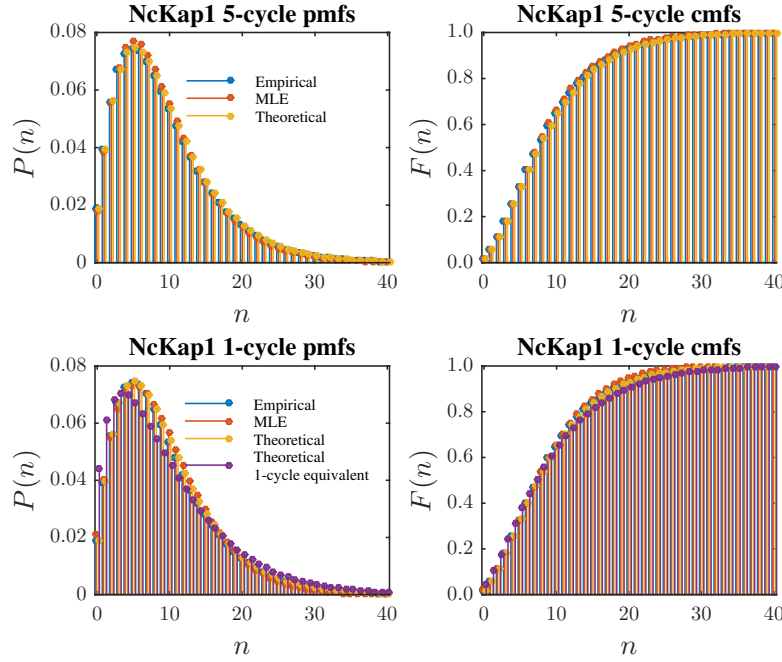 NcKap1 5-cycle pmfs
P(n)
0.08
0.06
0.04
0.02
0
Empirical
MLE
Theoretical
0 10 20 30 40
n
NcKap1 5-cycle cmfs
F(n)
1.0
0.8
0.6
0.4
0.2
0.0
0 10 20 30 40
n
NcKap1 1-cycle pmfs
P(n)
0.08
0.06
0.04
0.02
0
Empirical
MLE
Theoretical
Theoretical
1-cycle equivalent
0 10 20 30 40
n
NcKap1 1-cycle cmfs
F(n)
1.0
0.8
0.6
0.4
0.2
0.0
0 10 20 30 40
n